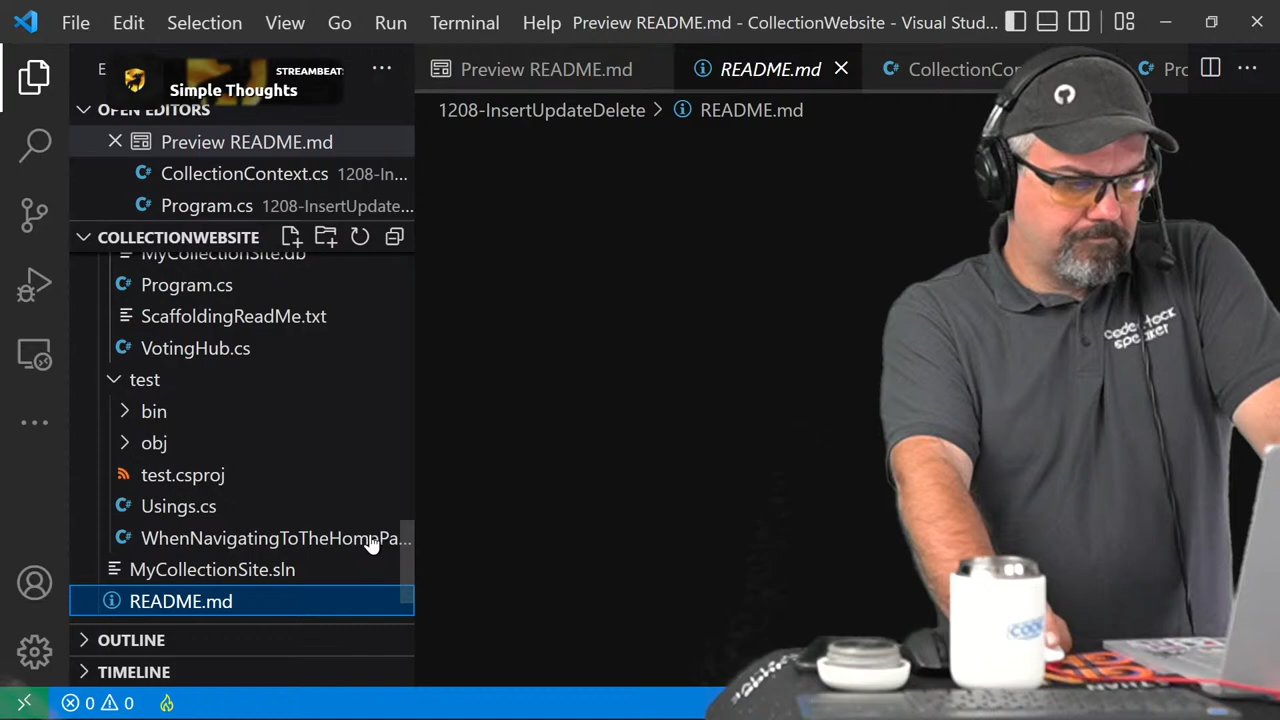 File Edit Selection View Go Run Terminal Help Preview README.md - CollectionWebsite - Visual Stud...
E
STREAMBEATS
Simple Thoughts
OPEN EDITORS
Preview README.md
CollectionContext.cs 1208-In...
Program.cs 1208-InsertUpdate...
COLLECTIONWEBSITE
MyCollectionSite.db
Program.cs
ScaffoldingReadMe.txt
VotingHub.cs
test
bin
obj
test.csproj
Usings.cs
WhenNavigatingToTheHomePa...
MyCollectionSite.sln
README.md
OUTLINE
TIMELINE
0 0
Preview README.md README.md CollectionCon Pro
1208-InsertUpdateDelete > README.md
codestock
speaker